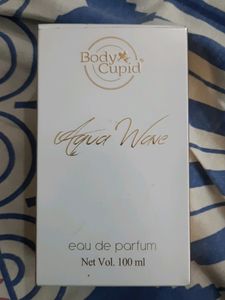 Body
Cupid®
Aqua Wave
eau de parfum
Net Vol. 100 ml